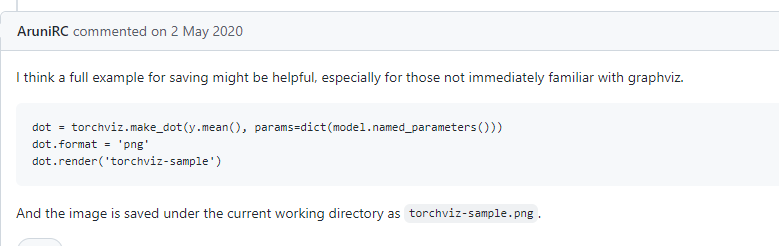 AruniRC commented on 2 May 2020
I think a full example for saving might be helpful, especially for those not immediately familiar with graphviz.
dot = torchviz.make_dot(y.mean(), params=dict(model.named_parameters()))
dot.format = 'png'
dot.render('torchviz-sample')
And the image is saved under the current working directory as torchviz-sample.png.